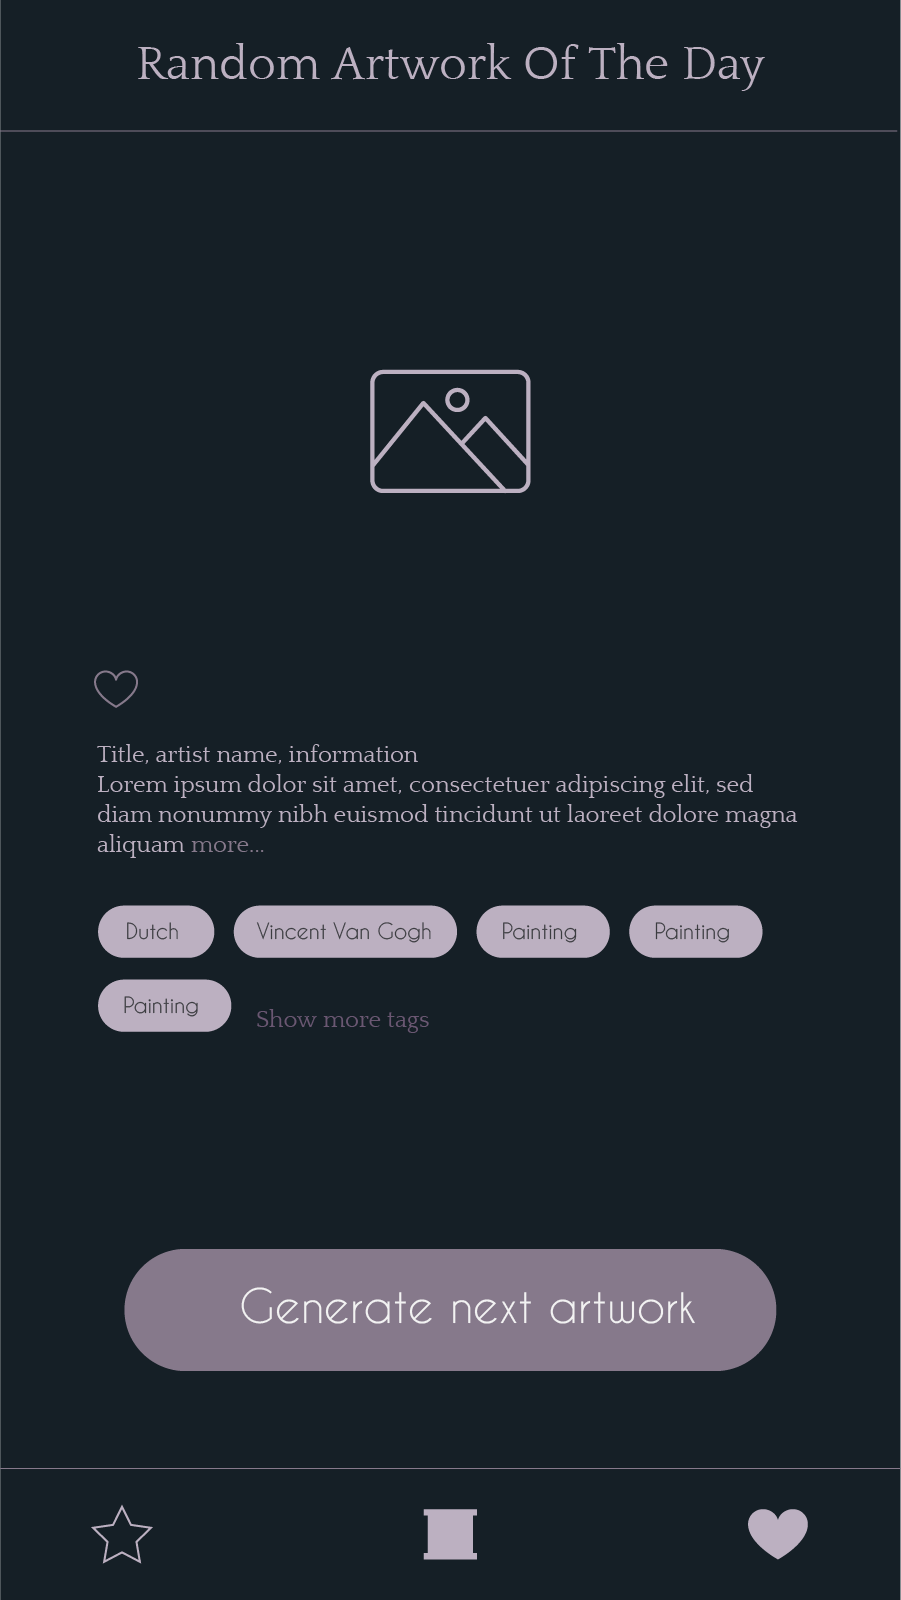 Random Artwork Of The Day
Title, artist name, information
Lorem ipsum dolor sit amet, consectetuer adipiscing elit, sed
diam nonummy nibh euismod tincidunt ut laoreet dolore magna
aliquam more...
Dutch Vincent Van Gogh Painting Painting
Painting Show more tags
Generate next artwork